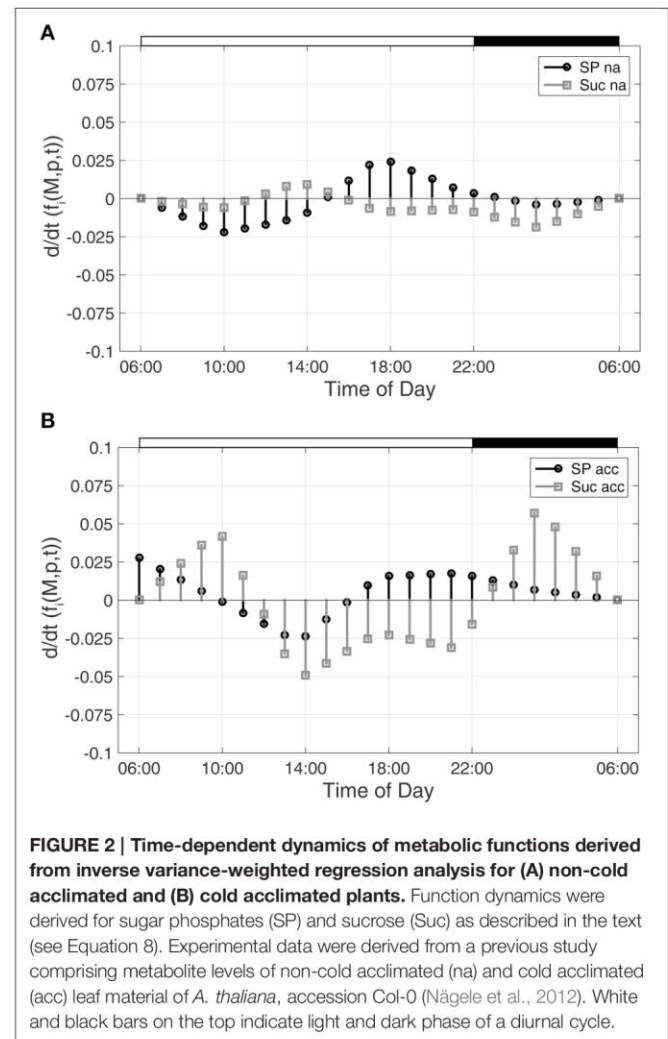 A
0.1
0.075
0.05
0.025
0
-0.025
-0.05
-0.075
-0.1
d/dt (fi(M,p,t))
SP na
Suc na
06:00 10:00 14:00 18:00 22:00 06:00
Time of Day
B
0.1
0.075
0.05
0.025
0
-0.025
-0.05
-0.075
-0.1
d/dt (fi(M,p,t))
SP acc
Suc acc
06:00 10:00 14:00 18:00 22:00 06:00
Time of Day
FIGURE 2 | Time-dependent dynamics of metabolic functions derived
from inverse variance-weighted regression analysis for (A) non-cold
acclimated and (B) cold acclimated plants. Function dynamics were
derived for sugar phosphates (SP) and sucrose (Suc) as described in the text
(see Equation 8). Experimental data were derived from a previous study
comprising metabolite levels of non-cold acclimated (na) and cold acclimated
(acc) leaf material of A. thaliana, accession Col-0 (Nägele et al., 2012). White
and black bars on the top indicate light and dark phase of a diurnal cycle.